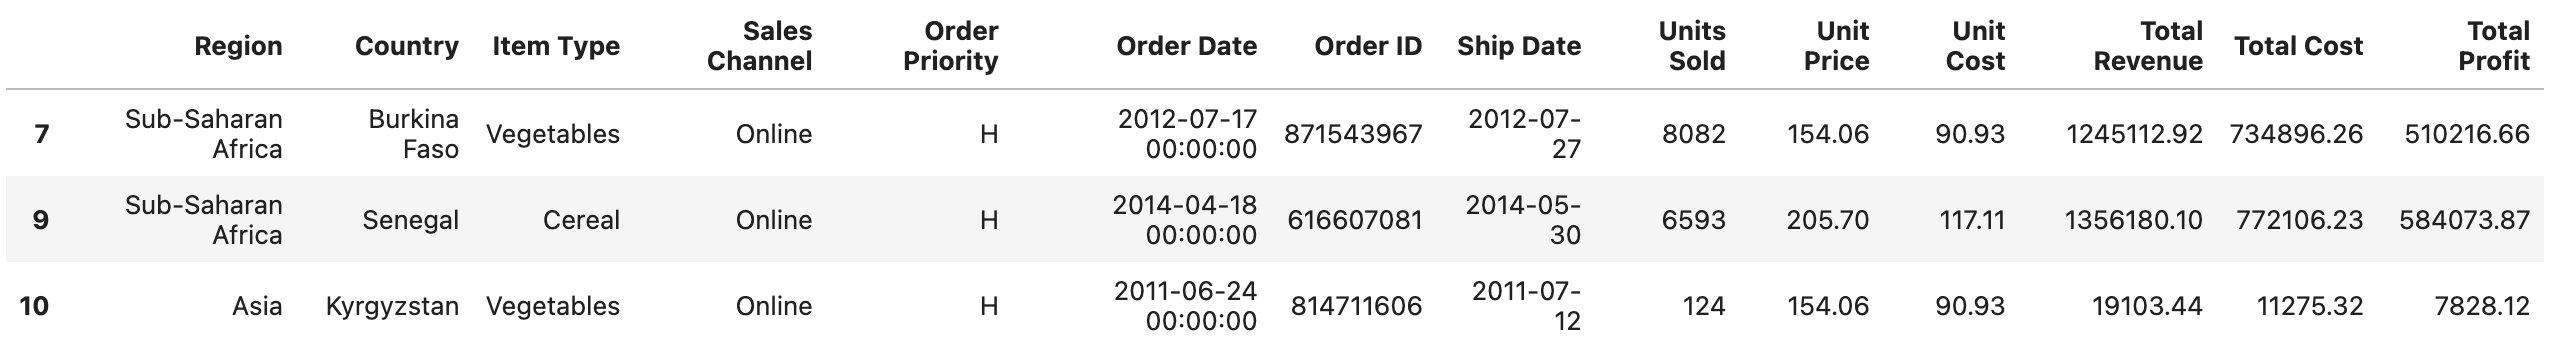 Region Country Item Type Sales Channel Order Priority Order Date Order ID Ship Date Units Sold Unit Price Unit Cost Total Revenue Total Cost Total Profit
7 Sub-Saharan Africa Burkina Faso Vegetables Online H 2012-07-17 00:00:00 871543967 2012-07-27 8082 154.06 90.93 1245112.92 734896.26 510216.66
9 Sub-Saharan Africa Senegal Cereal Online H 2014-04-18 00:00:00 616607081 2014-05-30 6593 205.70 117.11 1356180.10 772106.23 584073.87
10 Asia Kyrgyzstan Vegetables Online H 2011-06-24 00:00:00 814711606 2011-07-12 124 154.06 90.93 19103.44 11275.32 7828.12